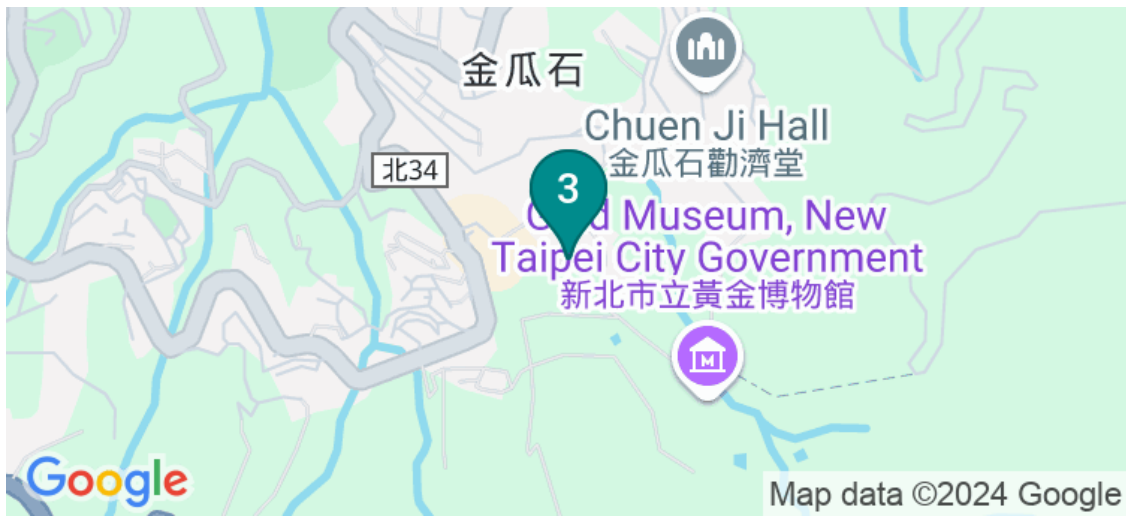 金瓜石
Chuen Ji Hall
金瓜石勸濟堂
北34
3
Museum, New
Taipei City Government
新北市立黃金博物館
M
Google
Map data ©2024 Google